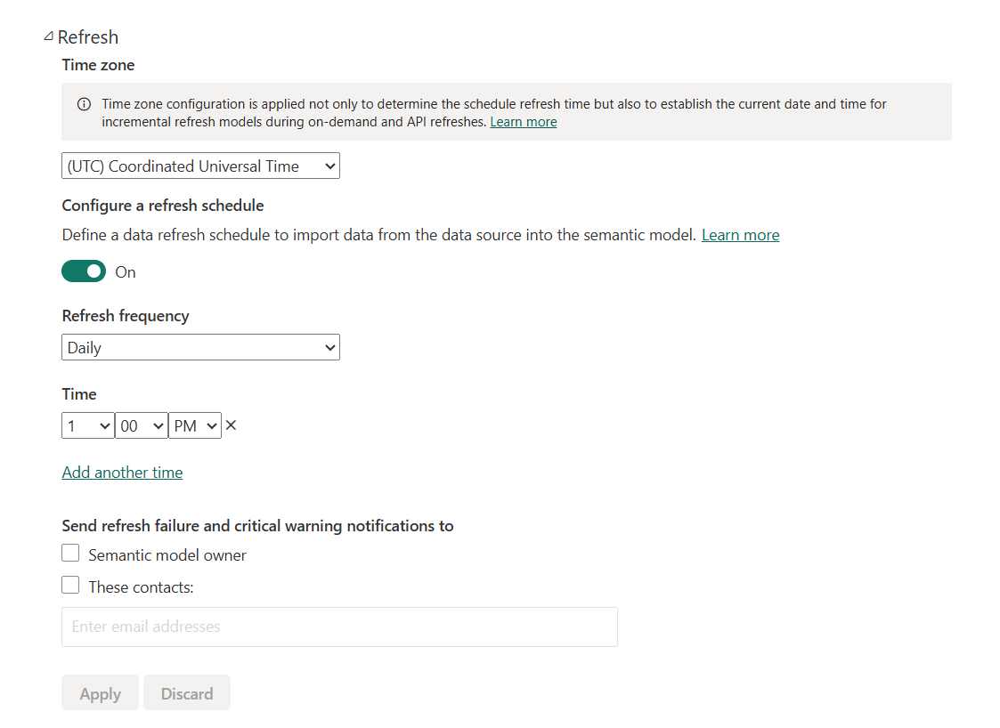 Refresh
Time zone
Time zone configuration is applied not only to determine the schedule refresh time but also to establish the current date and time for
incremental refresh models during on-demand and API refreshes. Learn more
(UTC) Coordinated Universal Time
Configure a refresh schedule
Define a data refresh schedule to import data from the data source into the semantic model. Learn more
On
Refresh frequency
Daily
Time
1 00 PM
Add another time
Send refresh failure and critical warning notifications to
Semantic model owner
These contacts:
Enter email addresses
Apply Discard